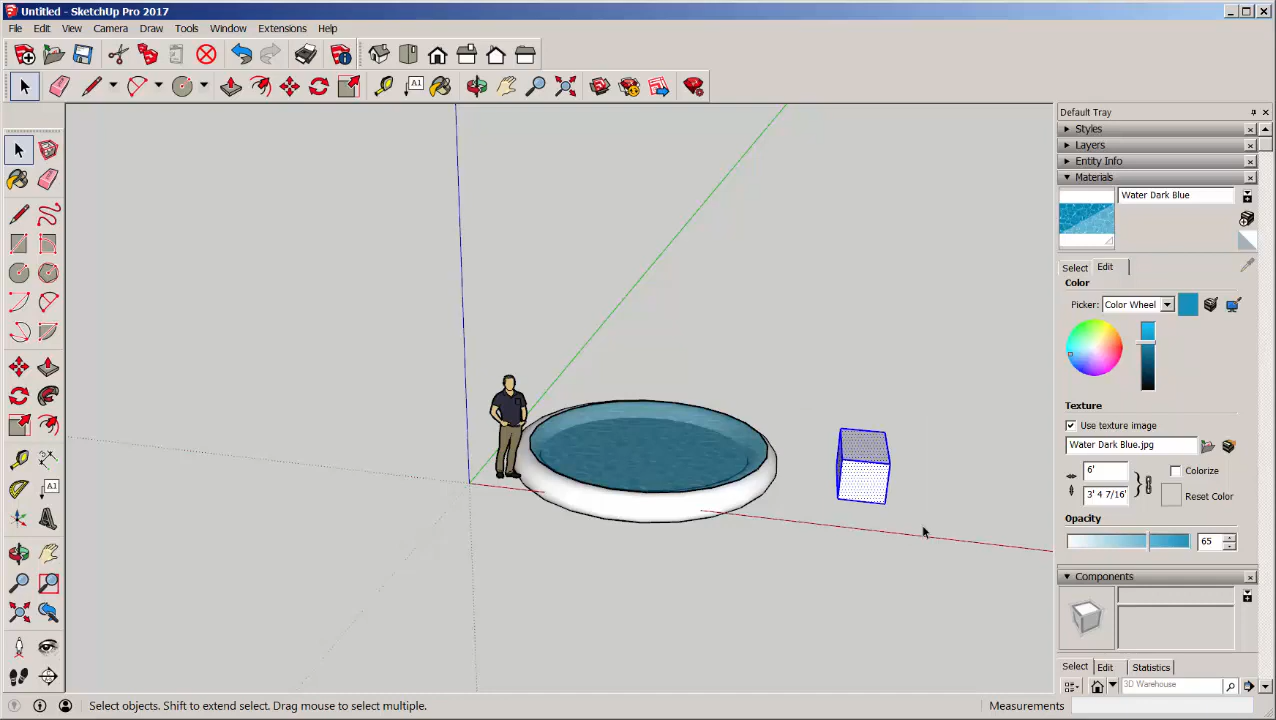 Untitled - SketchUp Pro 2017
File Edit View Camera Draw Tools Window Extensions Help
A1
Default Tray
Styles
Layers
Entity Info
Materials
Water Dark Blue
Select Edit
Color
Picker: Color Wheel
Texture
Use texture image
Water Dark Blue.jpg
6' Colorize
3' 4 7/16' Reset Color
Opacity
65
Components
Select Edit Statistics
3D Warehouse
A1
Select objects. Shift to extend select. Drag mouse to select multiple. Measurements